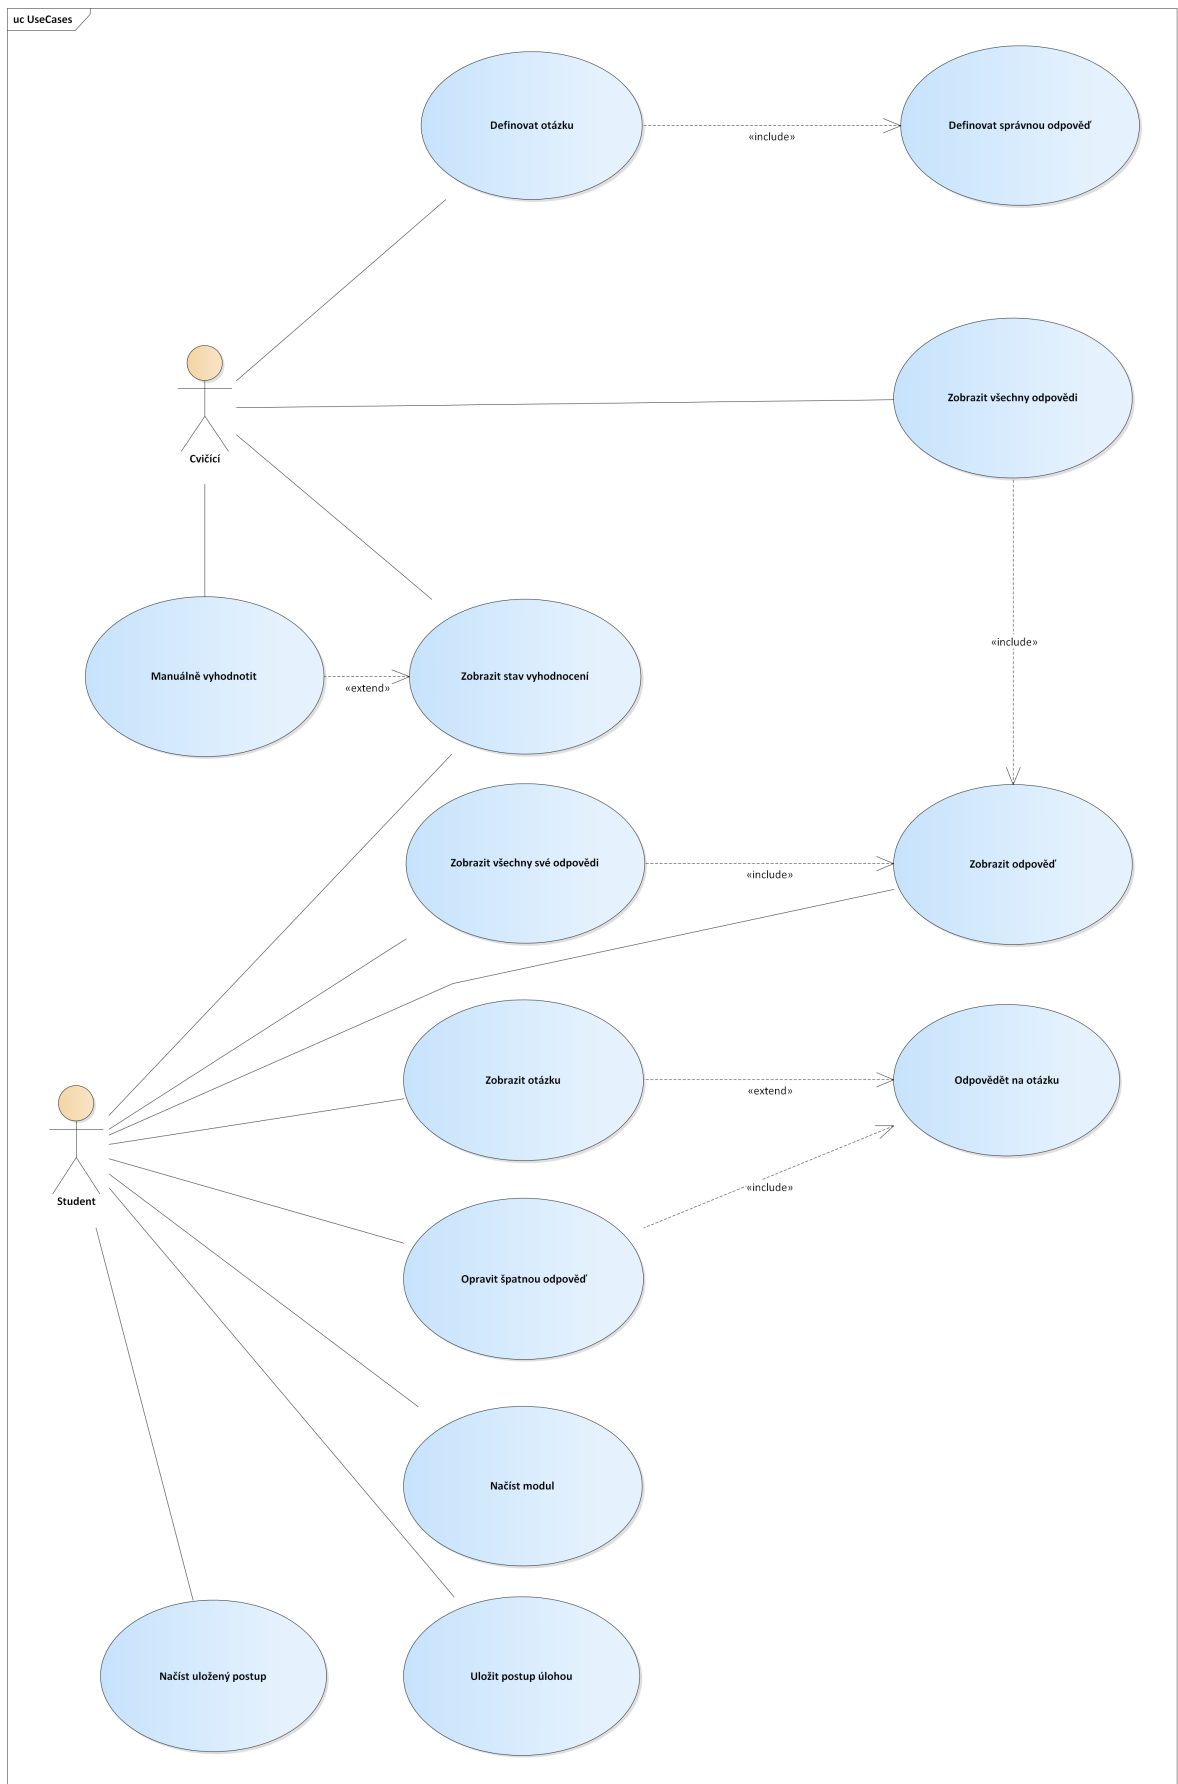 uc UseCases
Definovat otázku
«include»
Definovat správnou odpověď
Zobrazit všechny odpovědi
Cvičící
«include»
Manuálně vyhodnotit
«extend»
Zobrazit stav vyhodnocení
Zobrazit všechny své odpovědi
«include»
Zobrazit odpověď
Zobrazit otázku
«extend»
Odpovědět na otázku
«include»
Student
Opravit špatnou odpověď
Načíst modul
Načíst uložený postup
Uložit postup úlohou